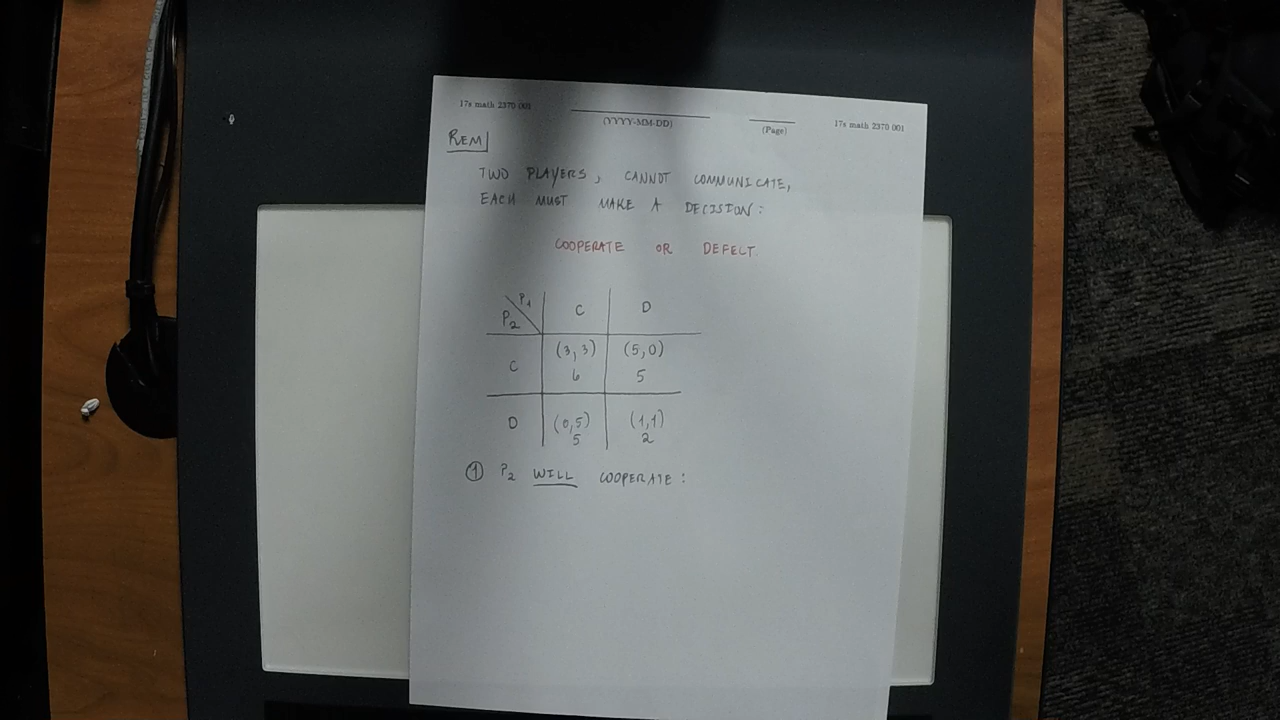 17s math 2370 001 (YYYY-MM-DD) (Page) 17s math 2370 001
REM
TWO PLAYERS, CANNOT COMMUNICATE,
EACH MUST MAKE A DECISION:
COOPERATE OR DEFECT.
P1 C D
P2
C (3,3) (5,0)
6 5
D (0,5) (1,1)
5 2
① P2 WILL COOPERATE: